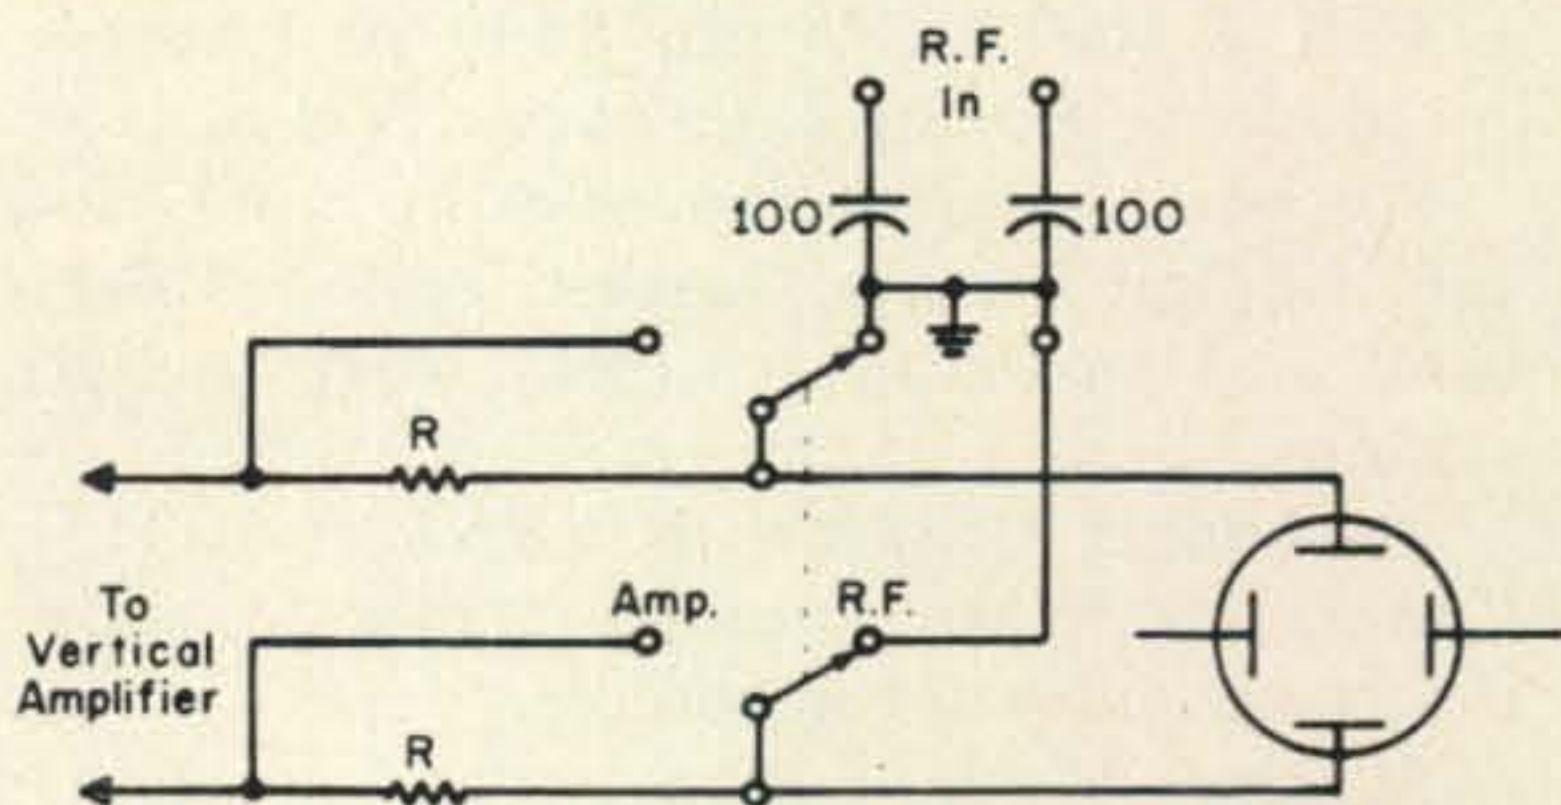 R. F.
In
100
100
R
To
Vertical
Amplifier
Amp.
R.F.
R